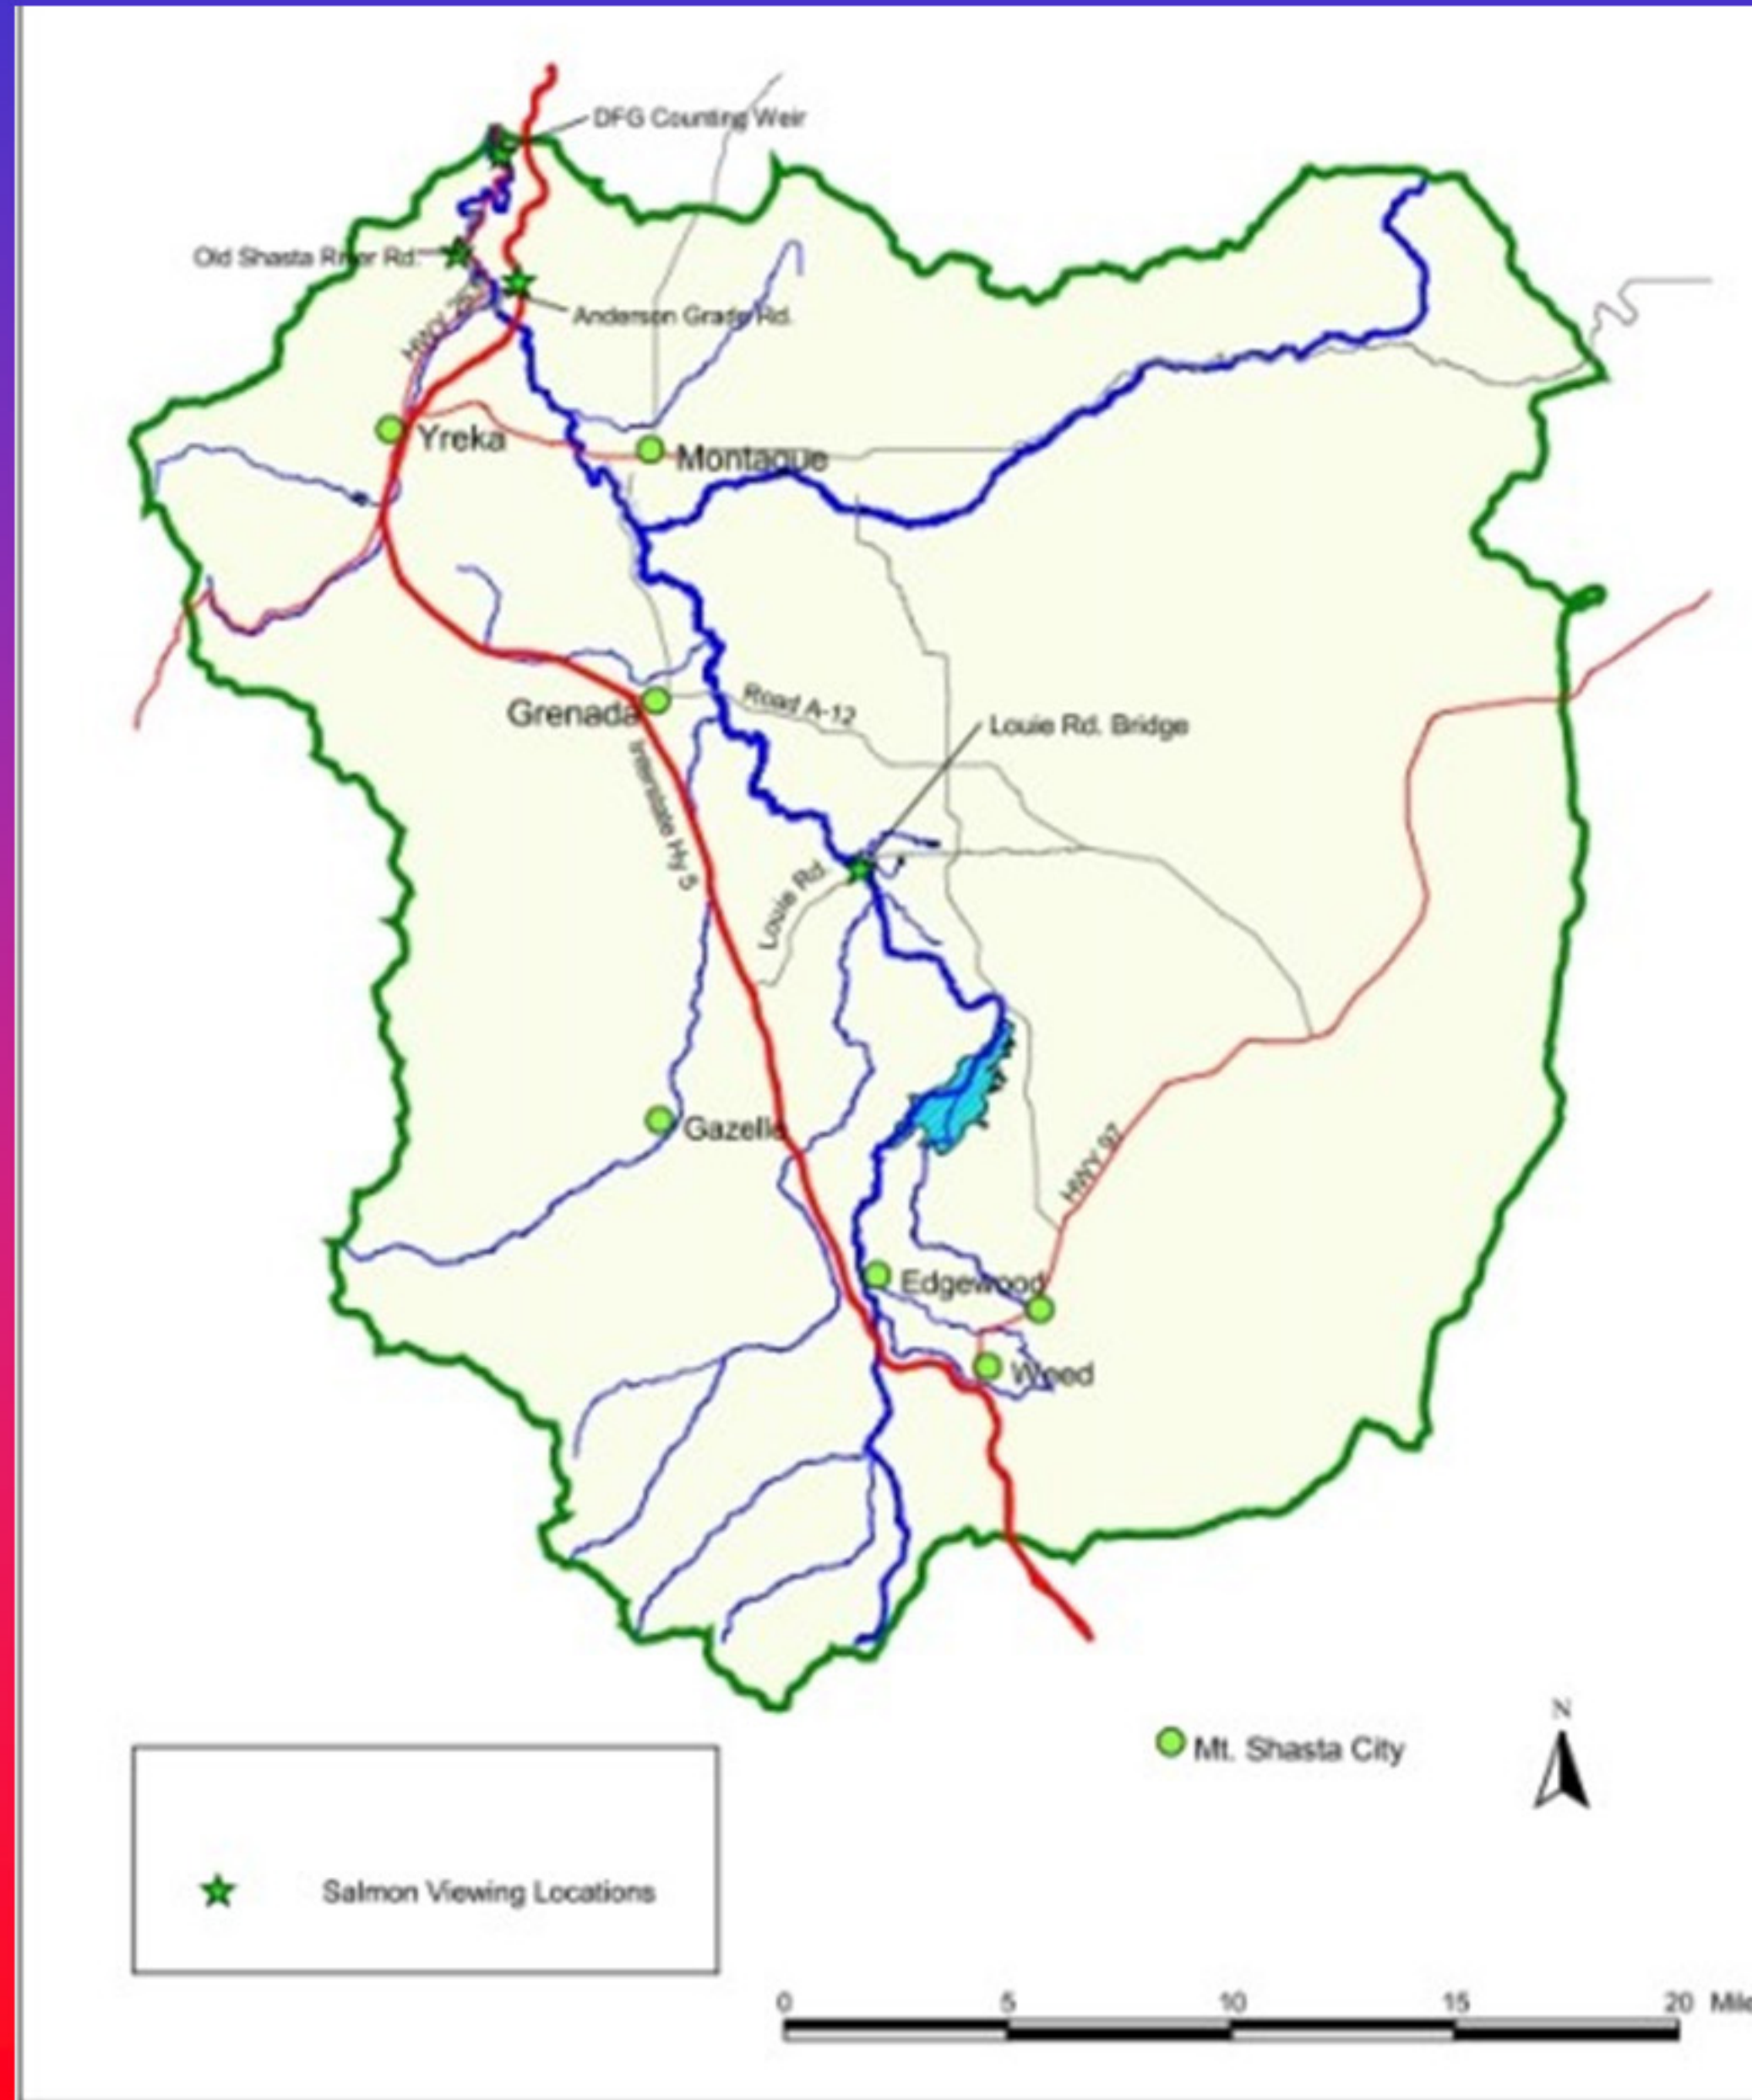 DFG Counting Weir
Old Shasta River Rd.
Anderson Grade Rd.
HWY
Yreka
Montague
Grenada
Road A-12
Louie Rd. Bridge
Interstate Hy 5
Louie Rd.
Gazelle
HWY 97
Edgewood
Weed
N
Mt. Shasta City
Salmon Viewing Locations
0 5 10 15 20 Mile